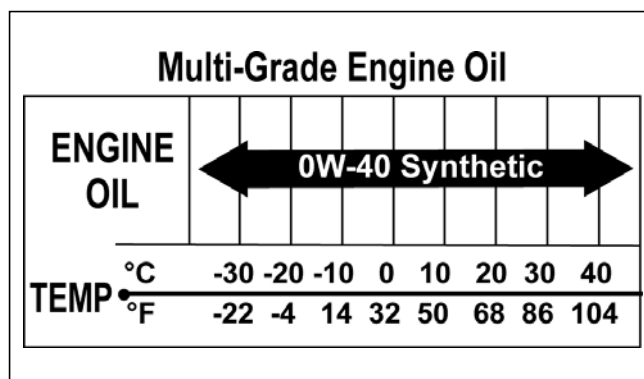 Multi-Grade Engine Oil
ENGINE
OIL
0W-40 Synthetic
TEMP
°C -30 -20 -10 0 10 20 30 40
°F -22 -4 14 32 50 68 86 104